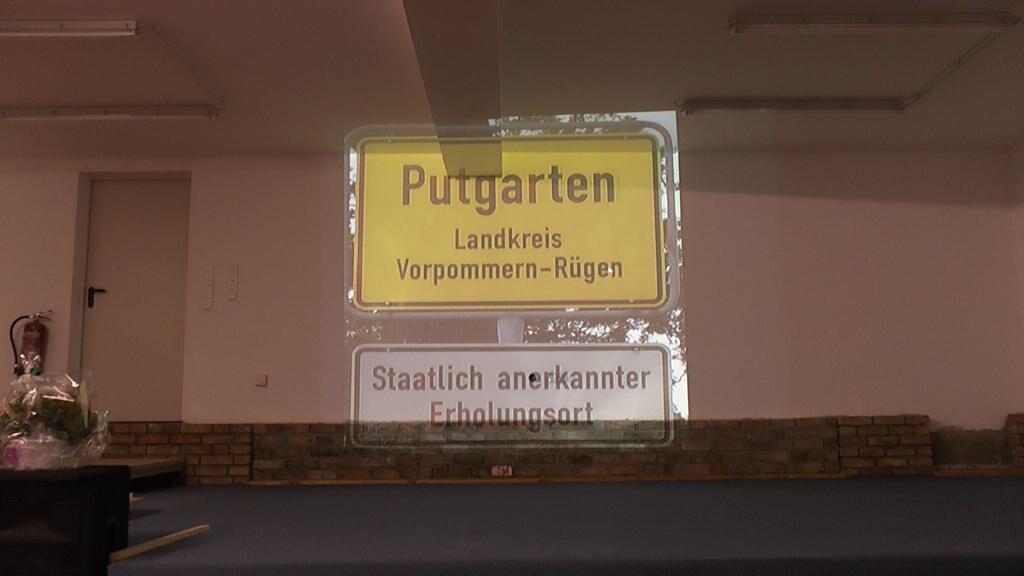 Putgarten
Landkreis
Vorpommern-Rügen
Staatlich anerkannter
Erholungsort